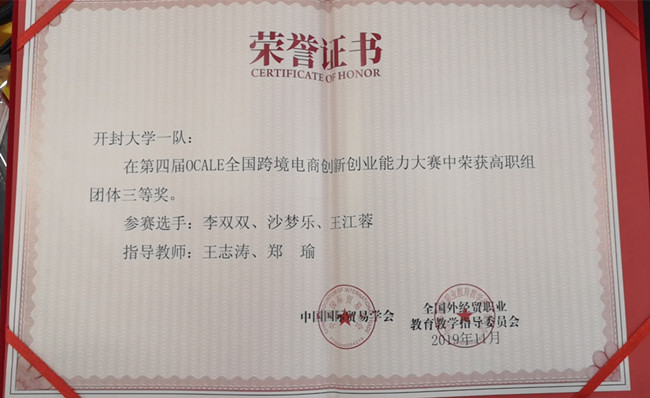 荣誉证书
CERTIFICATE OF HONOR
开封大学一队：
在第四届OCALE全国跨境电商创新创业能力大赛中荣获高职组
团体三等奖。
参赛选手：李双双、沙梦乐、王江蓉
指导教师：王志涛、郑 瑜
中国国际贸易学会
全国外经贸职业
教育教学指导委员会
2019年11月